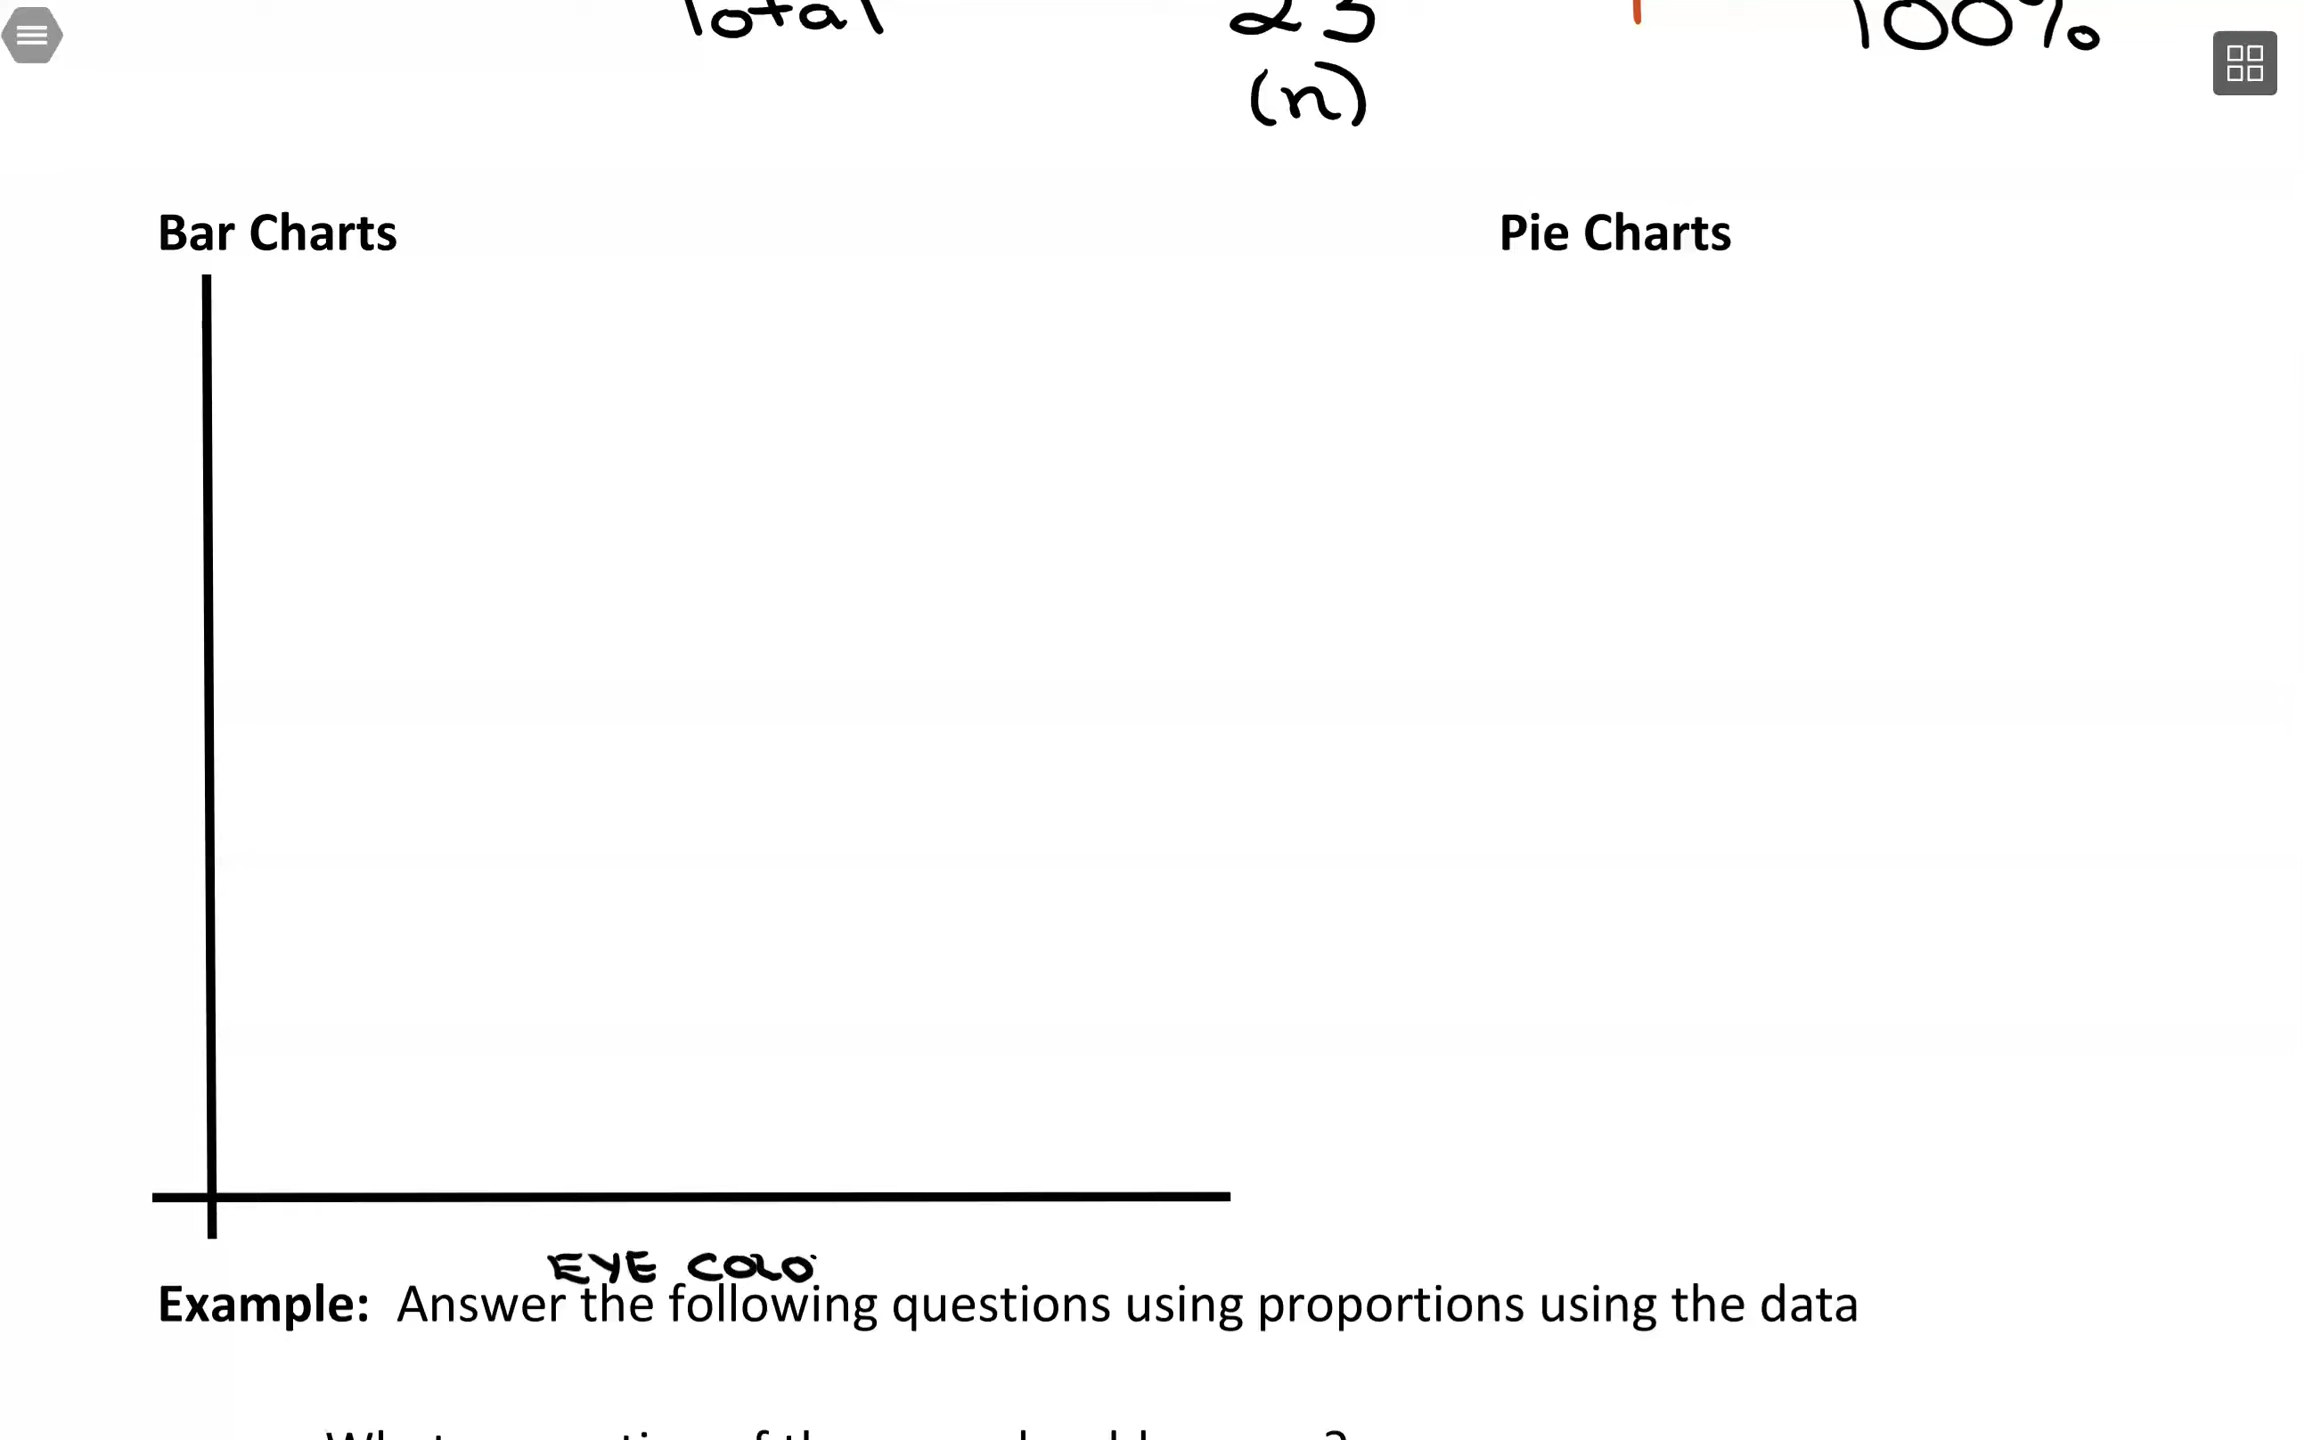 Total 23 1 100%
(n)
Bar Charts Pie Charts
EYE COLO
Example: Answer the following questions using proportions using the data